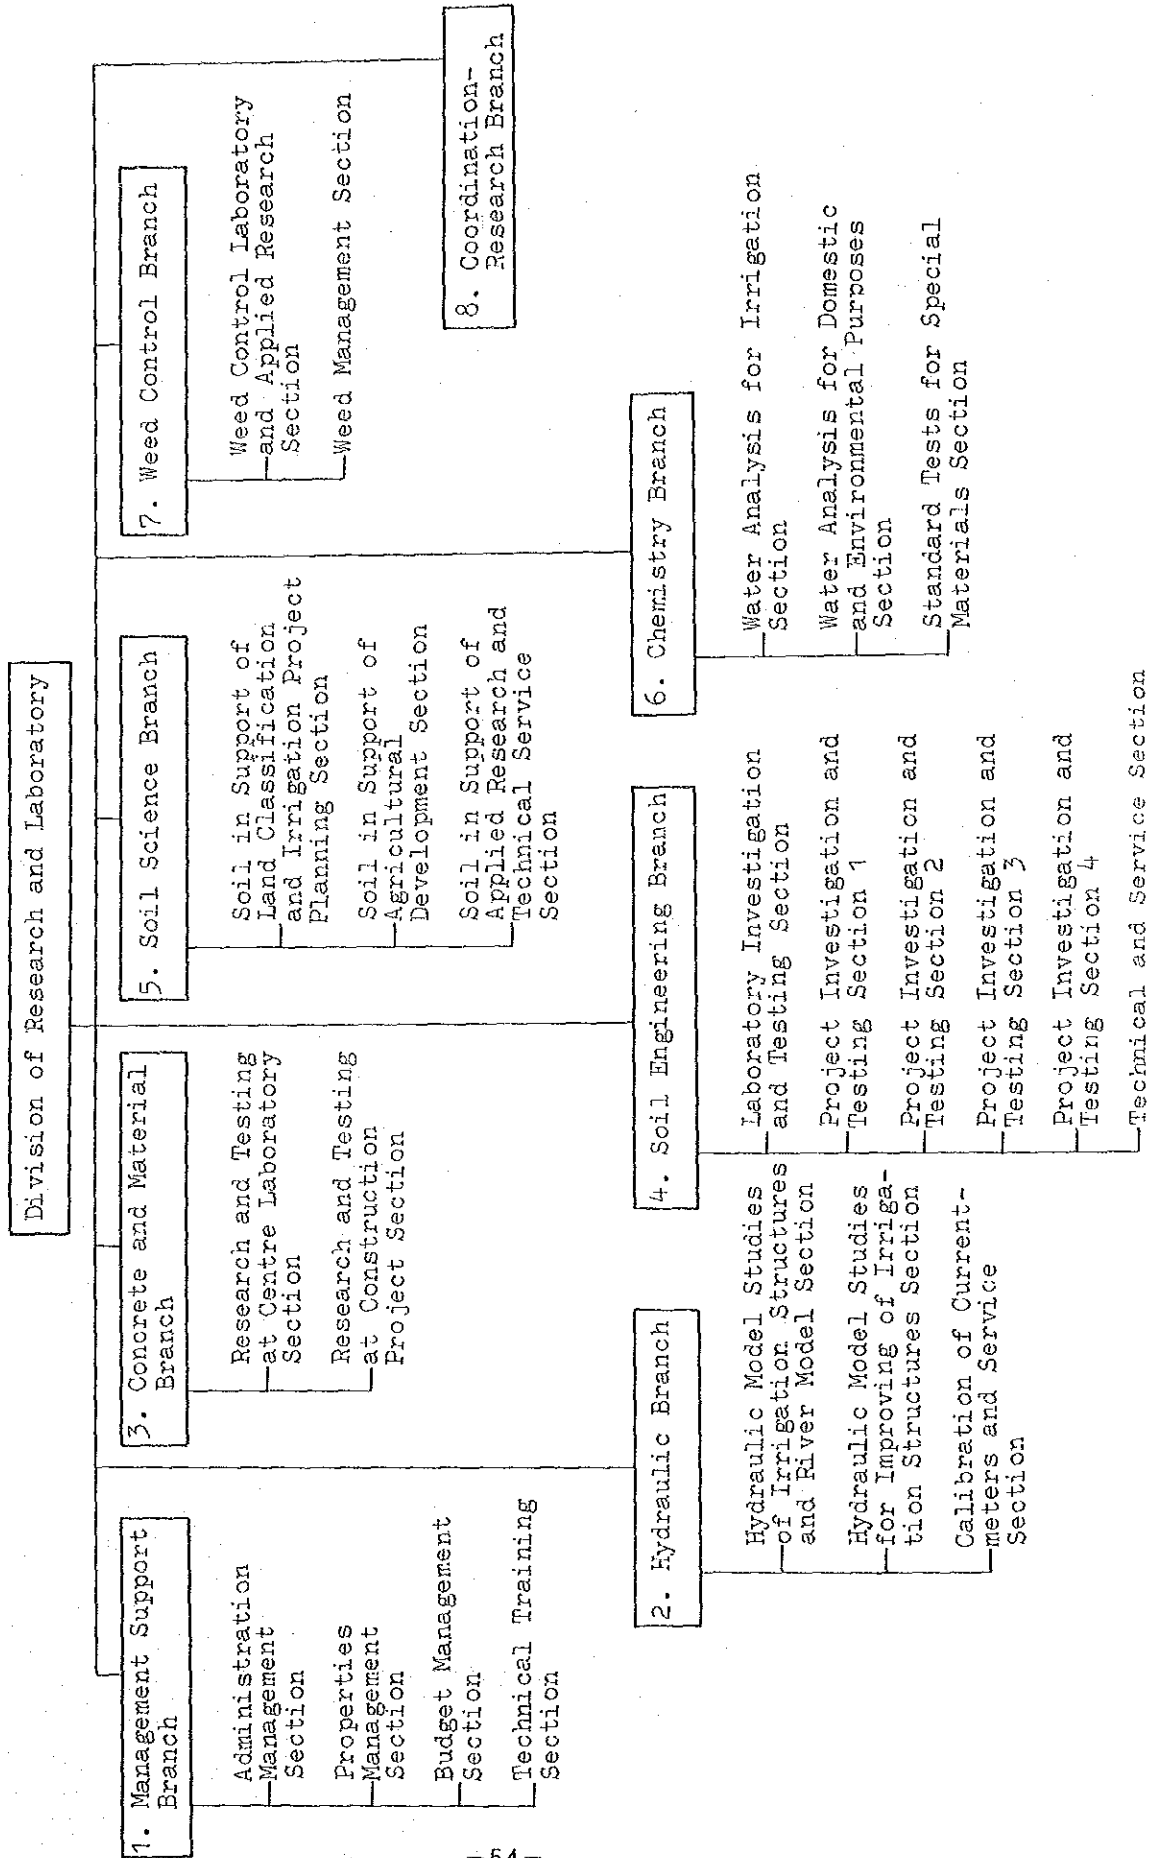 Division of Research and Laboratory
1. Management Support
Branch
Administration
Management
Section
Properties
Management
Section
Budget Management
Section
Technical Training
Section
2. Hydraulic Branch
Hydraulic Model Studies
of Irrigation Structures
and River Model Section
Hydraulic Model Studies
for Improving of Irriga-
tion Structures Section
Calibration of Current-
meters and Service
Section
3. Concrete and Material
Branch
Research and Testing
at Centre Laboratory
Section
Research and Testing
at Construction
Project Section
4. Soil Engineering Branch
Laboratory Investigation
and Testing Section
Project Investigation and
Testing Section 1
Project Investigation and
Testing Section 2
Project Investigation and
Testing Section 3
Project Investigation and
Testing Section 4
Technical and Service Section
5. Soil Science Branch
Soil in Support of
Land Classification
and Irrigation Project
Planning Section
Soil in Support of
Agricultural
Development Section
Soil in Support of
Applied Research and
Technical Service
Section
6. Chemistry Branch
Water Analysis for Irrigation
Section
Water Analysis for Domestic
and Environmental Purposes
Section
Standard Tests for Special
Materials Section
7. Weed Control Branch
Weed Control Laboratory
and Applied Research
Section
Weed Management Section
8. Coordination-
Research Branch
-54-